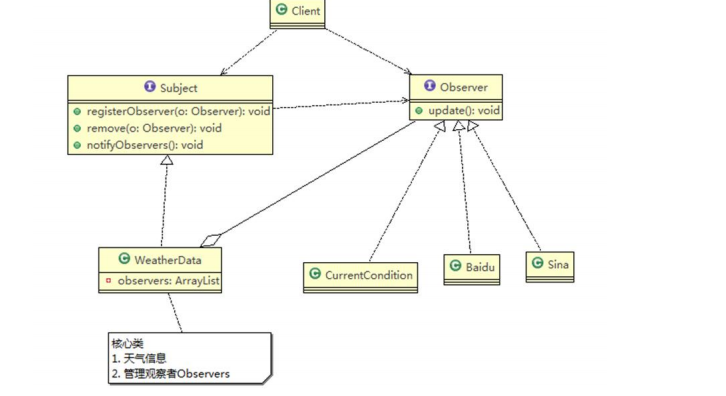 Client
Subject
registerObserver(o: Observer): void
remove(o: Observer): void
notifyObservers(): void
Observer
update(): void
WeatherData
observers: ArrayList
CurrentCondition
Baidu
Sina
核心类
1. 天气信息
2. 管理观察者Observers